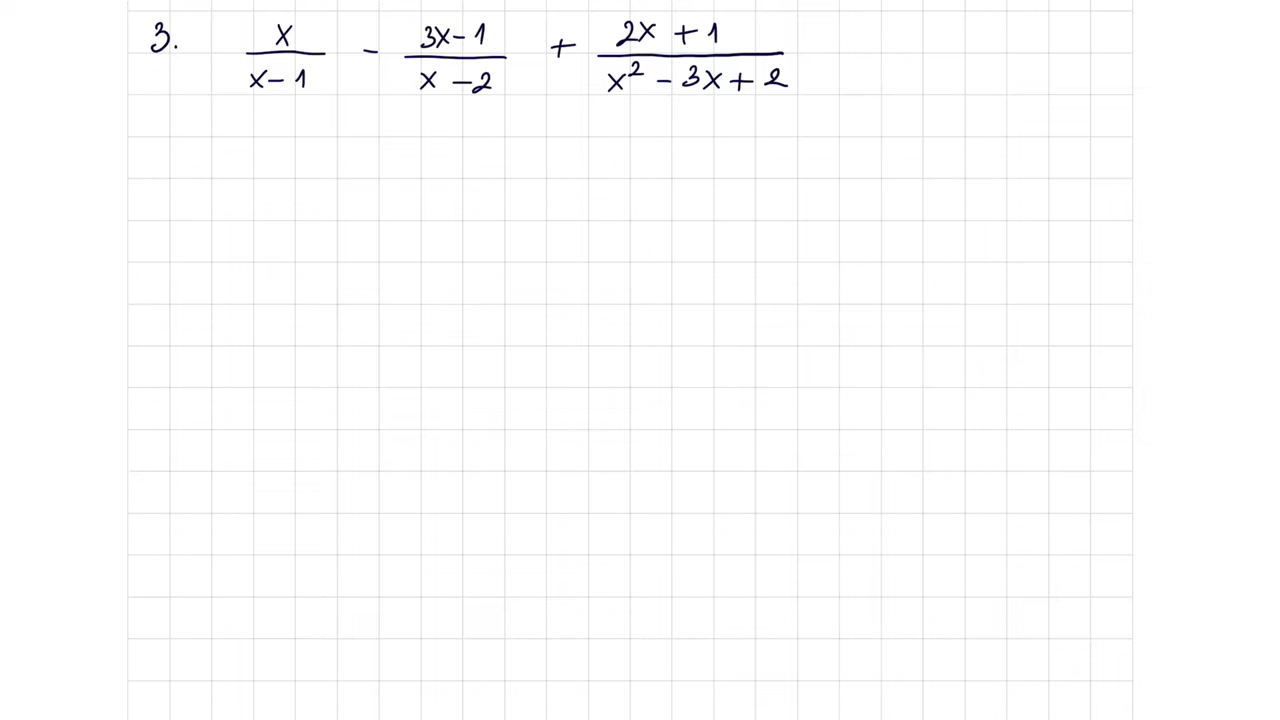 3. x/(x-1) - (3x-1)/(x-2) + (2x+1)/(x²-3x+2)